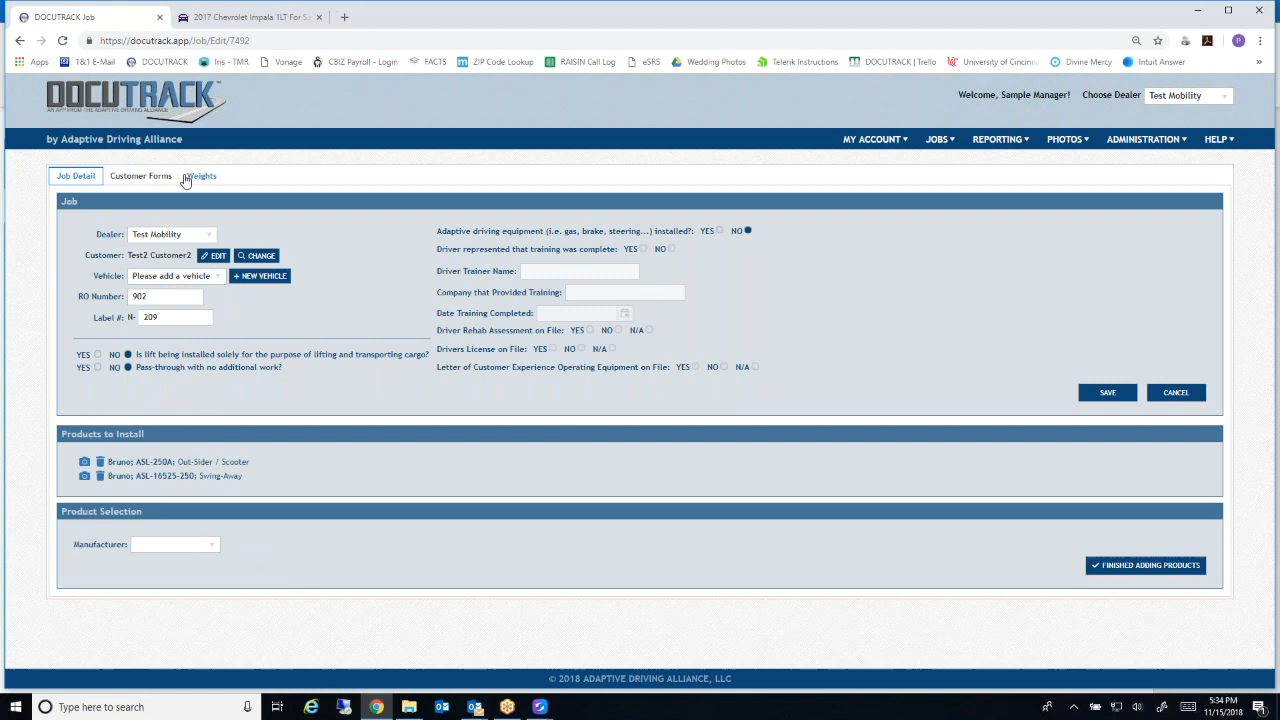 DOCUTRACK Job
2017 Chevrolet Impala 1LT For Sa
https://docutrack.app/Job/Edit/7492
Apps
1&1 E-Mail
DOCUTRACK
Iris - TMR
Vonage
CBIZ Payroll - Login
FACTS
ZIP Code Lookup
RAISIN Call Log
eSRS
Wedding Photos
Telerik Instructions
DOCUTRACK | Trello
University of Cincinn
Divine Mercy
Intuit Answer
DOCUTRACK
AN APP FROM THE ADAPTIVE DRIVING ALLIANCE
Welcome, Sample Manager! Choose Dealer Test Mobility
by Adaptive Driving Alliance
MY ACCOUNT JOBS REPORTING PHOTOS ADMINISTRATION HELP
Job Detail Customer Forms Weights
Job
Dealer: Test Mobility
Customer: Test2 Customer2 EDIT CHANGE
Vehicle: Please add a vehicle + NEW VEHICLE
RO Number: 902
Label #: N- 209
YES NO Is lift being installed solely for the purpose of lifting and transporting cargo?
YES NO Pass-through with no additional work?
Adaptive driving equipment (i.e. gas, brake, steering...) installed?: YES NO
Driver represented that training was complete: YES NO
Driver Trainer Name:
Company that Provided Training:
Date Training Completed:
Driver Rehab Assessment on File: YES NO N/A
Drivers License on File: YES NO N/A
Letter of Customer Experience Operating Equipment on File: YES NO N/A
SAVE CANCEL
Products to Install
Bruno; ASL-250A; Out-Sider / Scooter
Bruno; ASL-16525-250; Swing-Away
Product Selection
Manufacturer:
FINISHED ADDING PRODUCTS
© 2018 ADAPTIVE DRIVING ALLIANCE, LLC
Type here to search
5:34 PM
11/15/2018